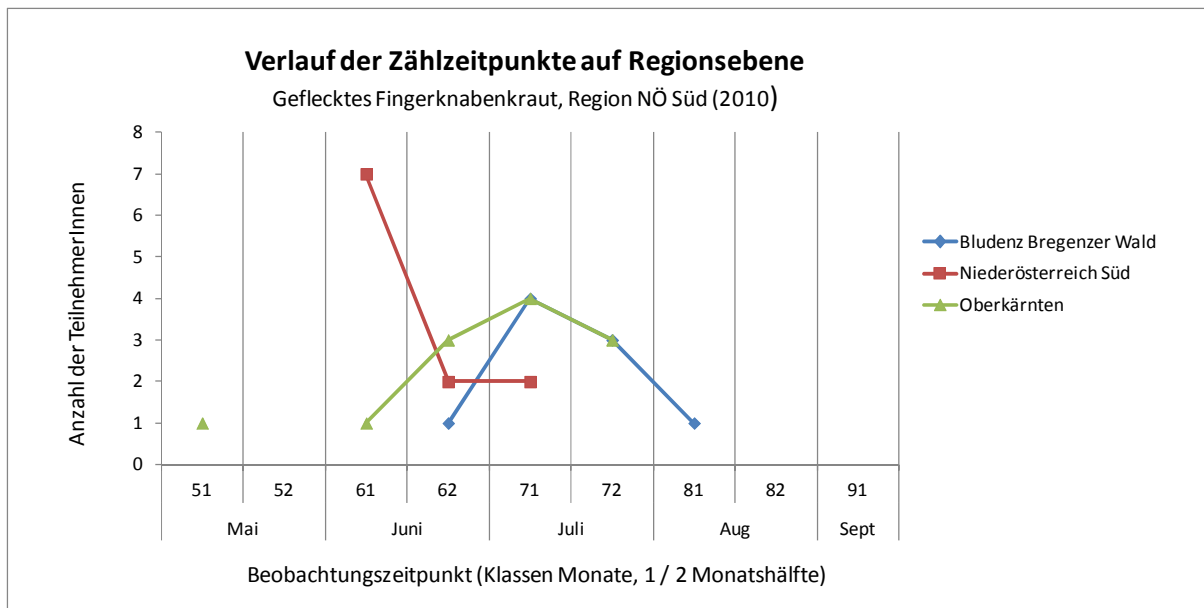 Verlauf der Zählzeitpunkte auf Regionsebene
Geflecktes Fingerknabenkraut, Region NÖ Süd (2010)
Anzahl der TeilnehmerInnen
8
7
6
5
4
3
2
1
0
51 52 61 62 71 72 81 82 91
Mai Juni Juli Aug Sept
Beobachtungszeitpunkt (Klassen Monate, 1 / 2 Monatshälfte)
Bludenz Bregenzer Wald
Niederösterreich Süd
Oberkärnten